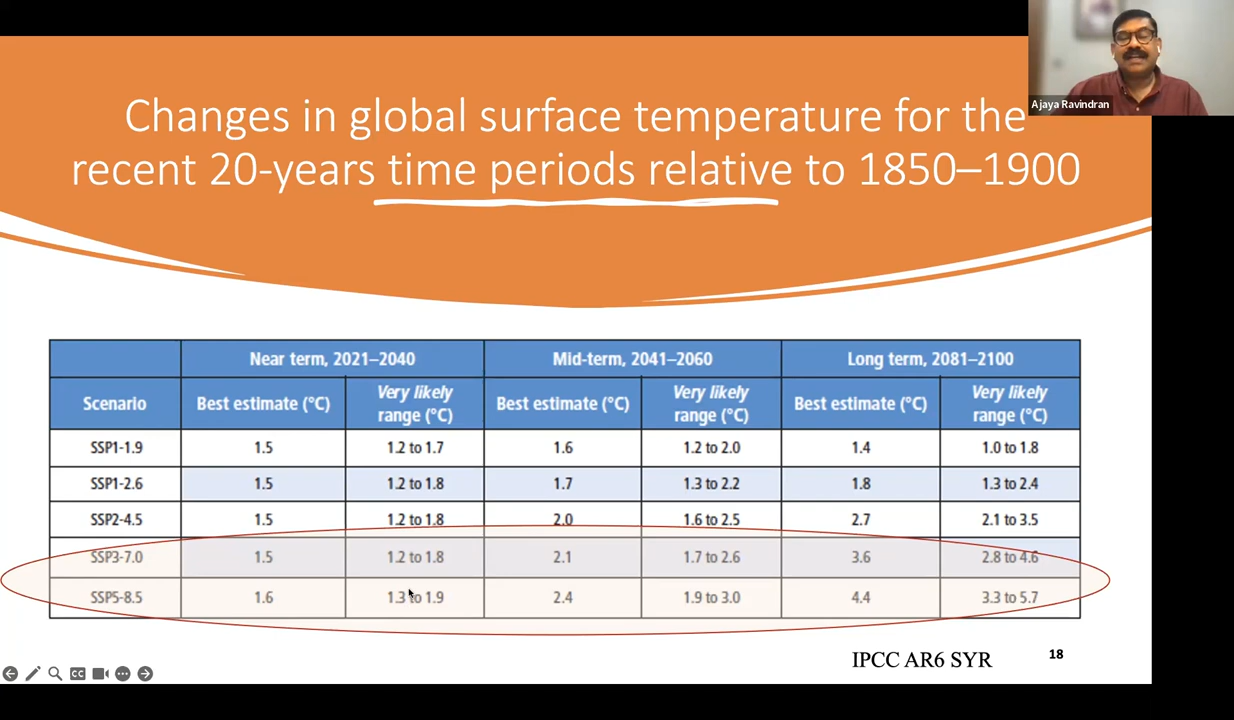 Ajaya Ravindran
Changes in global surface temperature for the
recent 20-years time periods relative to 1850–1900
Near term, 2021–2040 Mid-term, 2041–2060 Long term, 2081–2100
Scenario Best estimate (°C) Very likely range (°C) Best estimate (°C) Very likely range (°C) Best estimate (°C) Very likely range (°C)
SSP1-1.9 1.5 1.2 to 1.7 1.6 1.2 to 2.0 1.4 1.0 to 1.8
SSP1-2.6 1.5 1.2 to 1.8 1.7 1.3 to 2.2 1.8 1.3 to 2.4
SSP2-4.5 1.5 1.2 to 1.8 2.0 1.6 to 2.5 2.7 2.1 to 3.5
SSP3-7.0 1.5 1.2 to 1.8 2.1 1.7 to 2.6 3.6 2.8 to 4.6
SSP5-8.5 1.6 1.3 to 1.9 2.4 1.9 to 3.0 4.4 3.3 to 5.7
IPCC AR6 SYR 18
CC